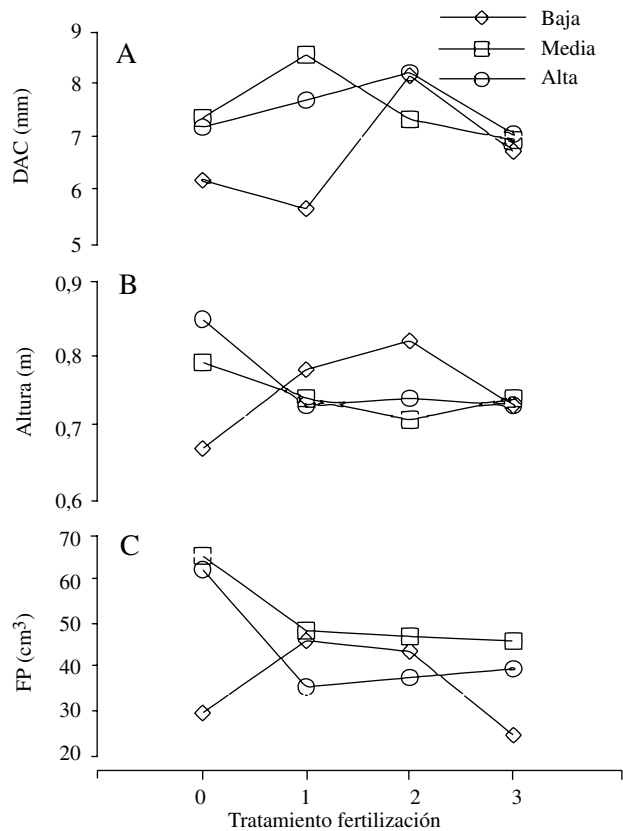 Baja
Media
Alta
A
9
8
7
6
5
DAC (mm)
B
0,9
0,8
0,7
0,6
Altura (m)
C
70
60
50
40
30
20
FP (cm³)
0 1 2 3
Tratamiento fertilización